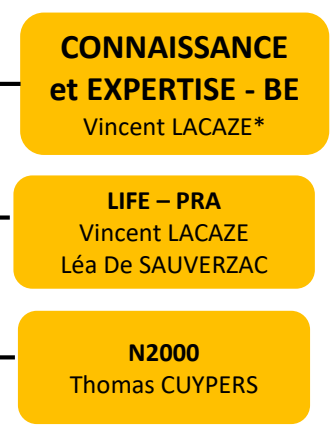 CONNAISSANCE
et EXPERTISE - BE
Vincent LACAZE*
LIFE – PRA
Vincent LACAZE
Léa De SAUVERZAC
N2000
Thomas CUYPERS